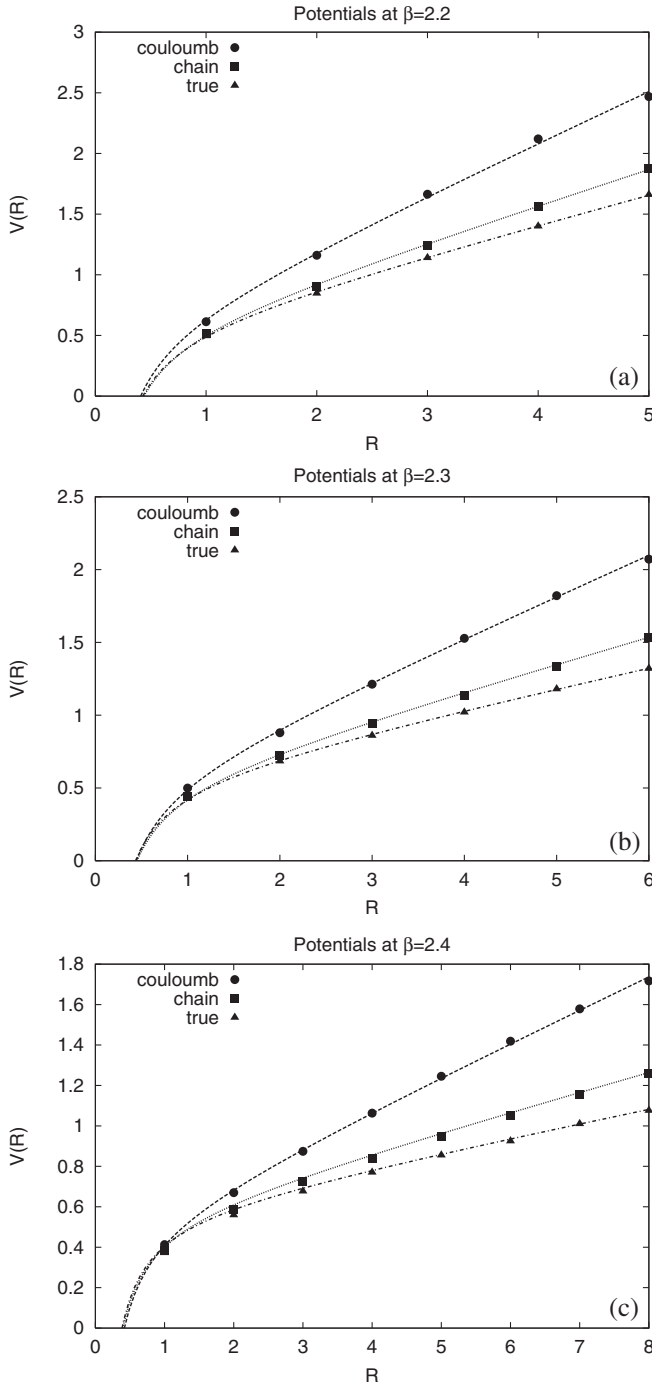 Potentials at β=2.2
couloumb
chain
true
V(R)
3
2.5
2
1.5
1
0.5
0
0 1 2 3 4 5
R
(a)
Potentials at β=2.3
couloumb
chain
true
V(R)
2.5
2
1.5
1
0.5
0
0 1 2 3 4 5 6
R
(b)
Potentials at β=2.4
couloumb
chain
true
V(R)
1.8
1.6
1.4
1.2
1
0.8
0.6
0.4
0.2
0
0 1 2 3 4 5 6 7 8
R
(c)